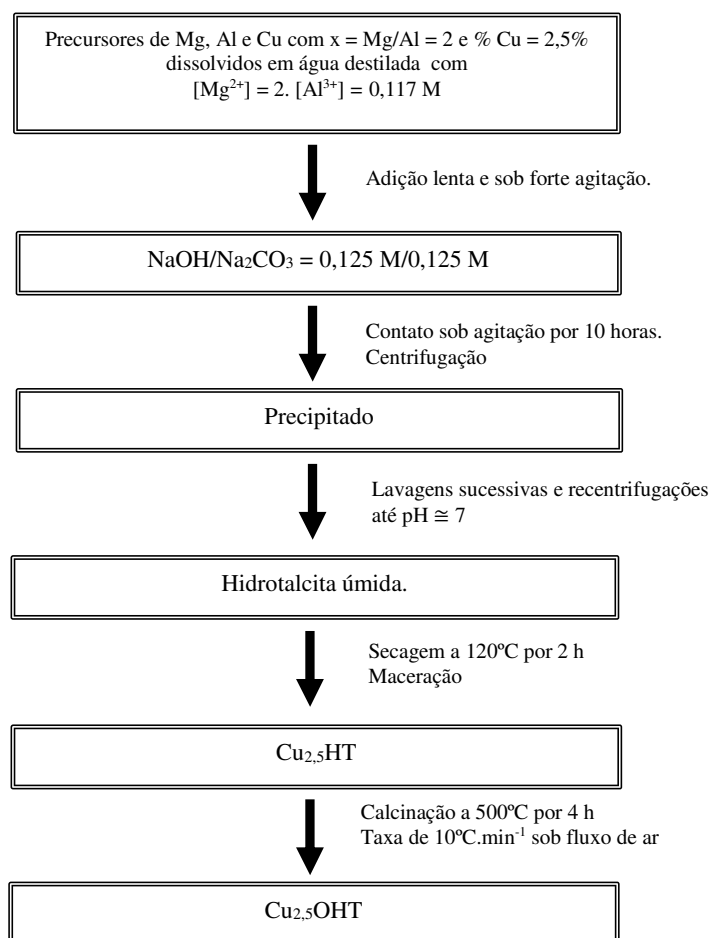 Precursores de Mg, Al e Cu com x = Mg/Al = 2 e % Cu = 2,5%
dissolvidos em água destilada com
[Mg²⁺] = 2. [Al³⁺] = 0,117 M
Adição lenta e sob forte agitação.
NaOH/Na₂CO₃ = 0,125 M/0,125 M
Contato sob agitação por 10 horas.
Centrifugação
Precipitado
Lavagens sucessivas e recentrifugações
até pH ≅ 7
Hidrotalcita úmida.
Secagem a 120ºC por 2 h
Maceração
Cu₂,₅HT
Calcinação a 500ºC por 4 h
Taxa de 10ºC.min⁻¹ sob fluxo de ar
Cu₂,₅OHT